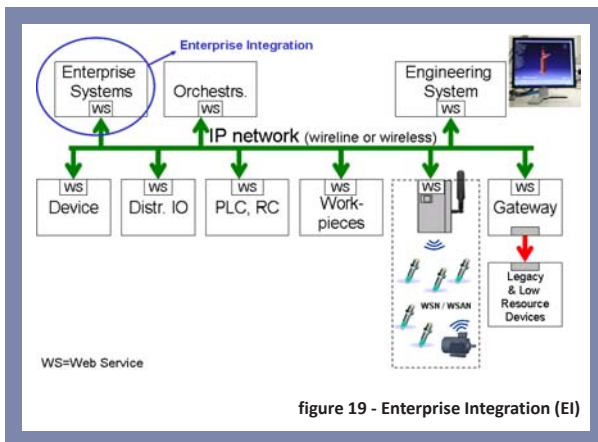 Enterprise Integration
Enterprise
Systems
WS
Orchestrs.
WS
Engineering
System
WS
IP network (wireline or wireless)
WS
Device
WS
Distr. IO
WS
PLC, RC
WS
Work-
pieces
WS
WSN / WSAN
WS
Gateway
Legacy
& Low
Resource
Devices
WS=Web Service
figure 19 - Enterprise Integration (EI)